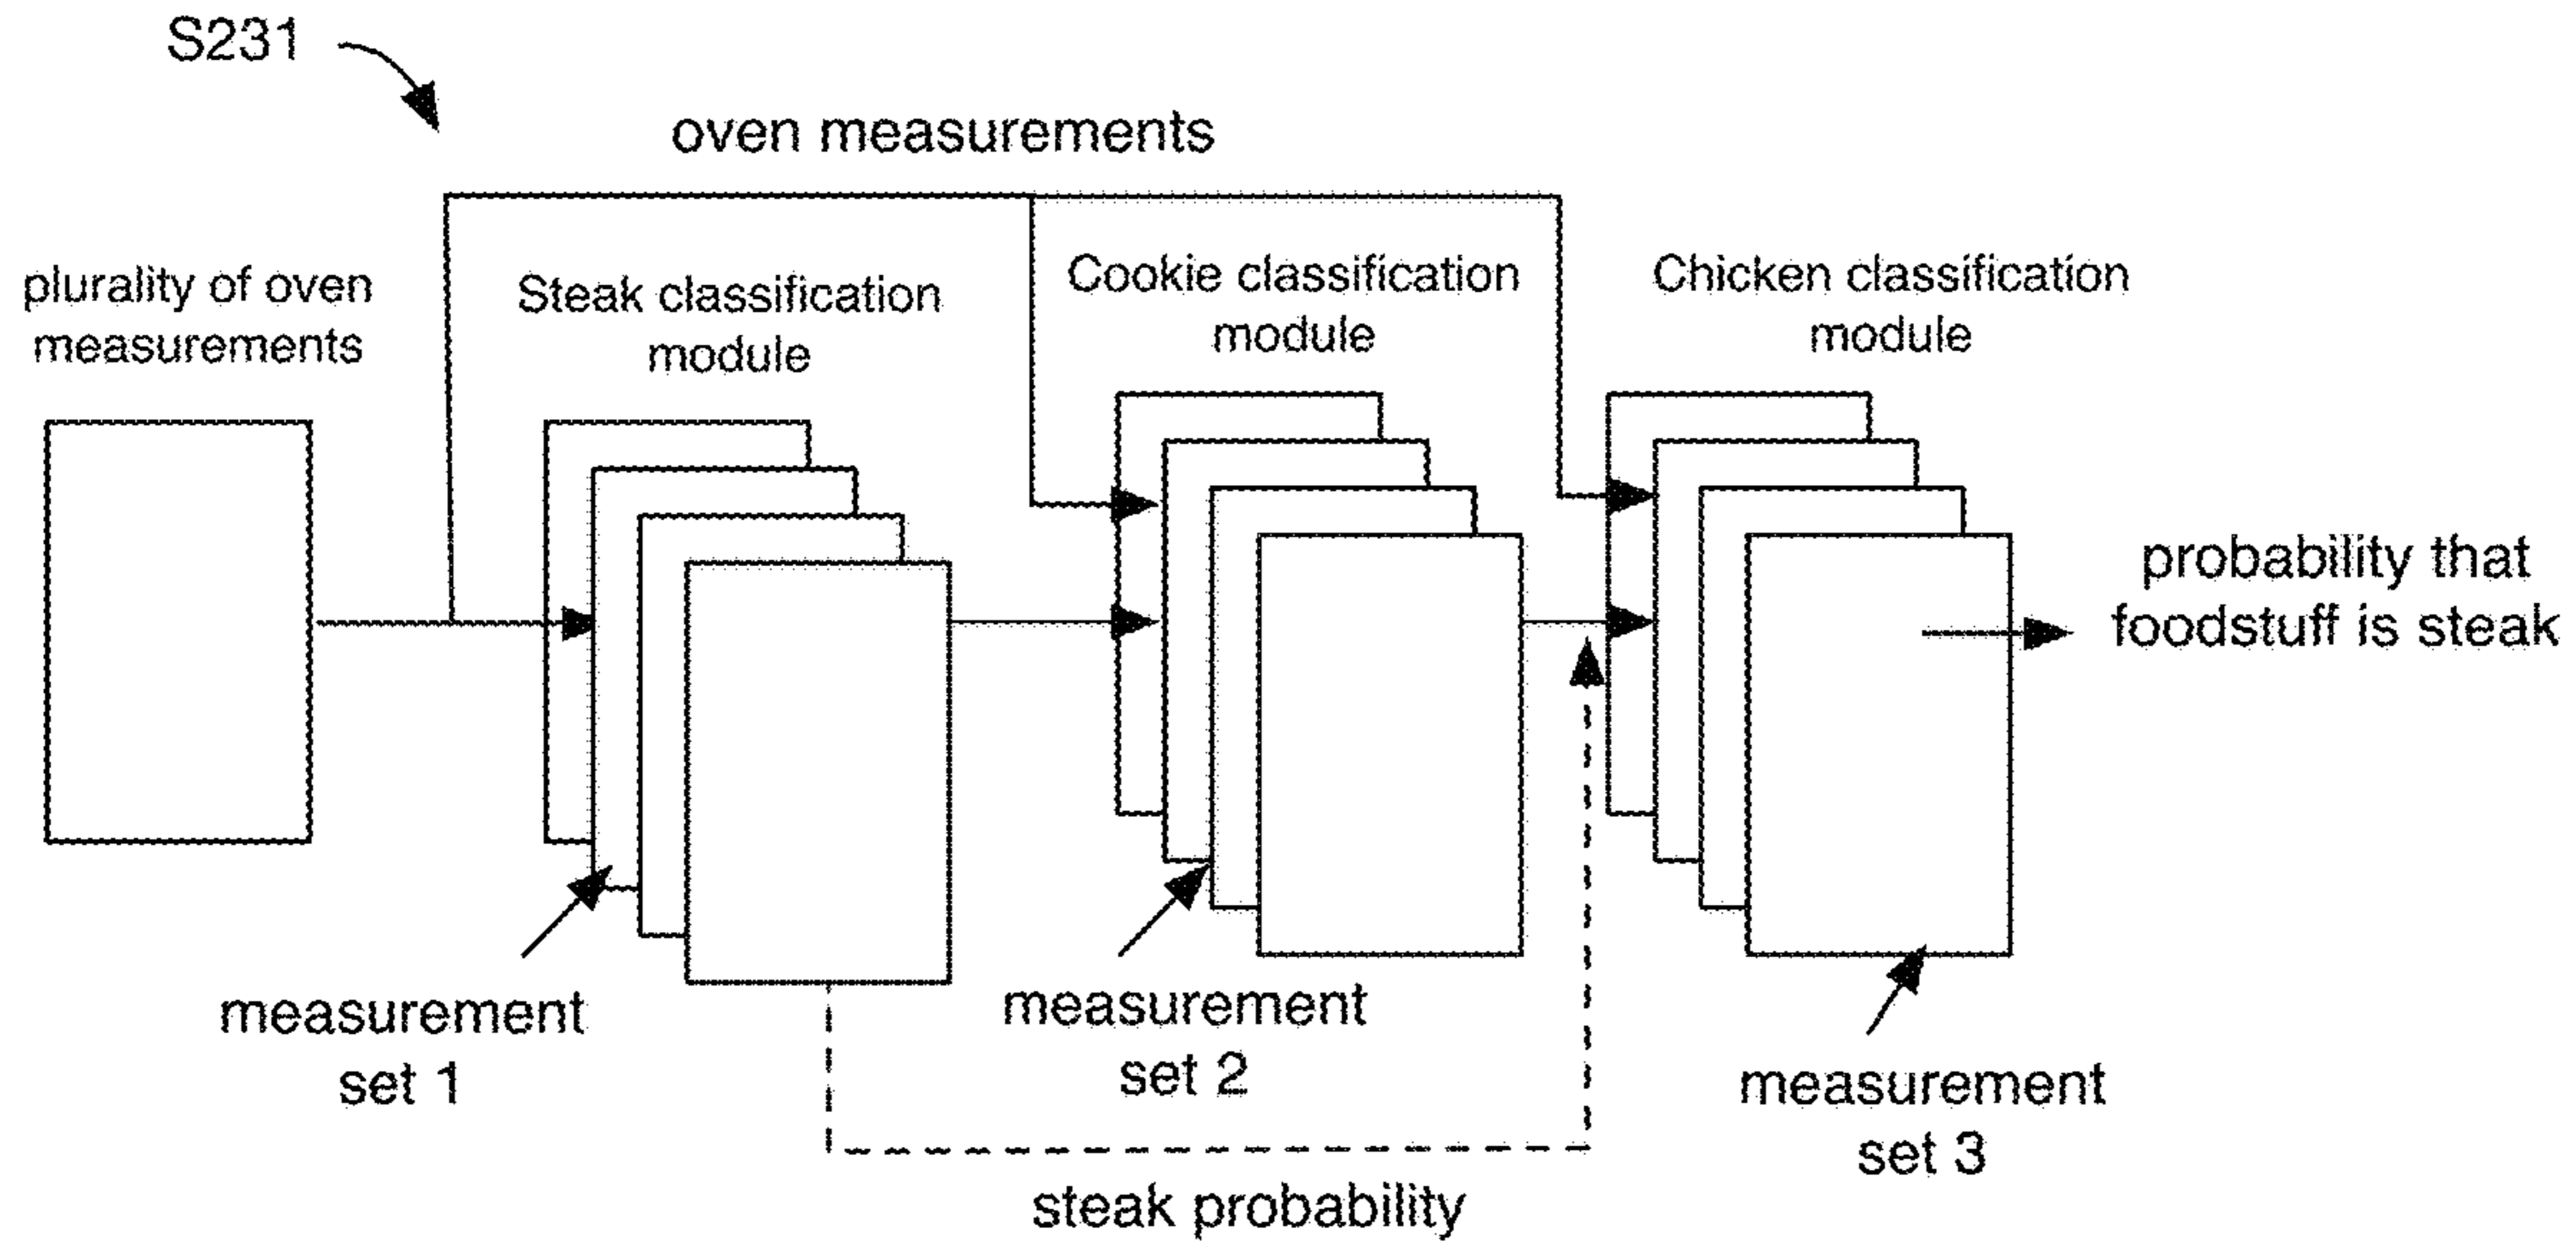 S231
oven measurements
plurality of oven
measurements
Steak classification
module
Cookie classification
module
Chicken classification
module
probability that
foodstuff is steak
measurement
set 1
measurement
set 2
measurement
set 3
steak probability